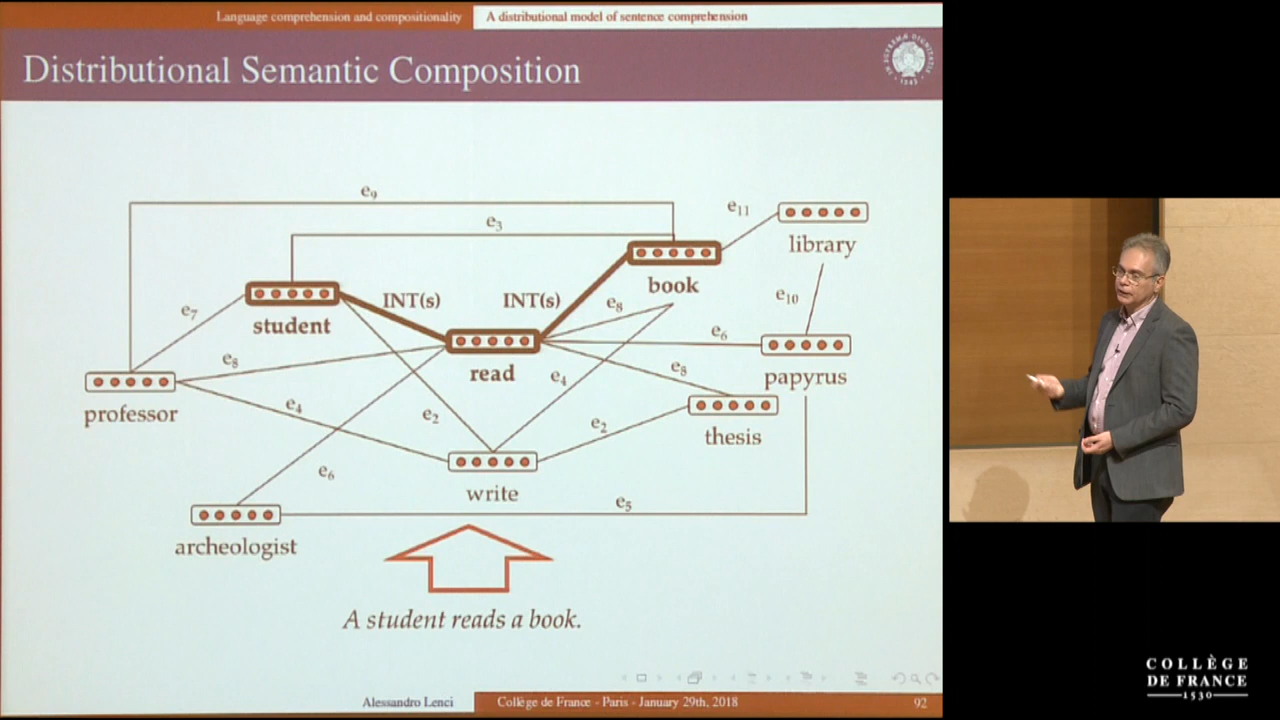 Language comprehension and compositionality A distributional model of sentence comprehension
Distributional Semantic Composition
e9
e3
e11
library
book
INT(s)
INT(s)
e8
e10
e7
student
e6
e8
read
e8
papyrus
professor
e4
e4
e2
e2
thesis
e6
write
e5
archeologist
A student reads a book.
Alessandro Lenci Collège de France - Paris - January 29th, 2018 92
COLLÈGE
DE FRANCE
1530